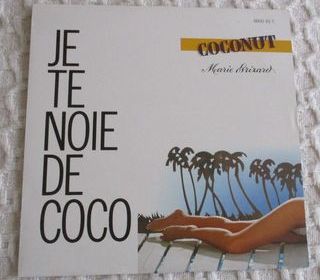 JE
TE
NOIE
DE
COCO
COCONUT
Marie Brizard